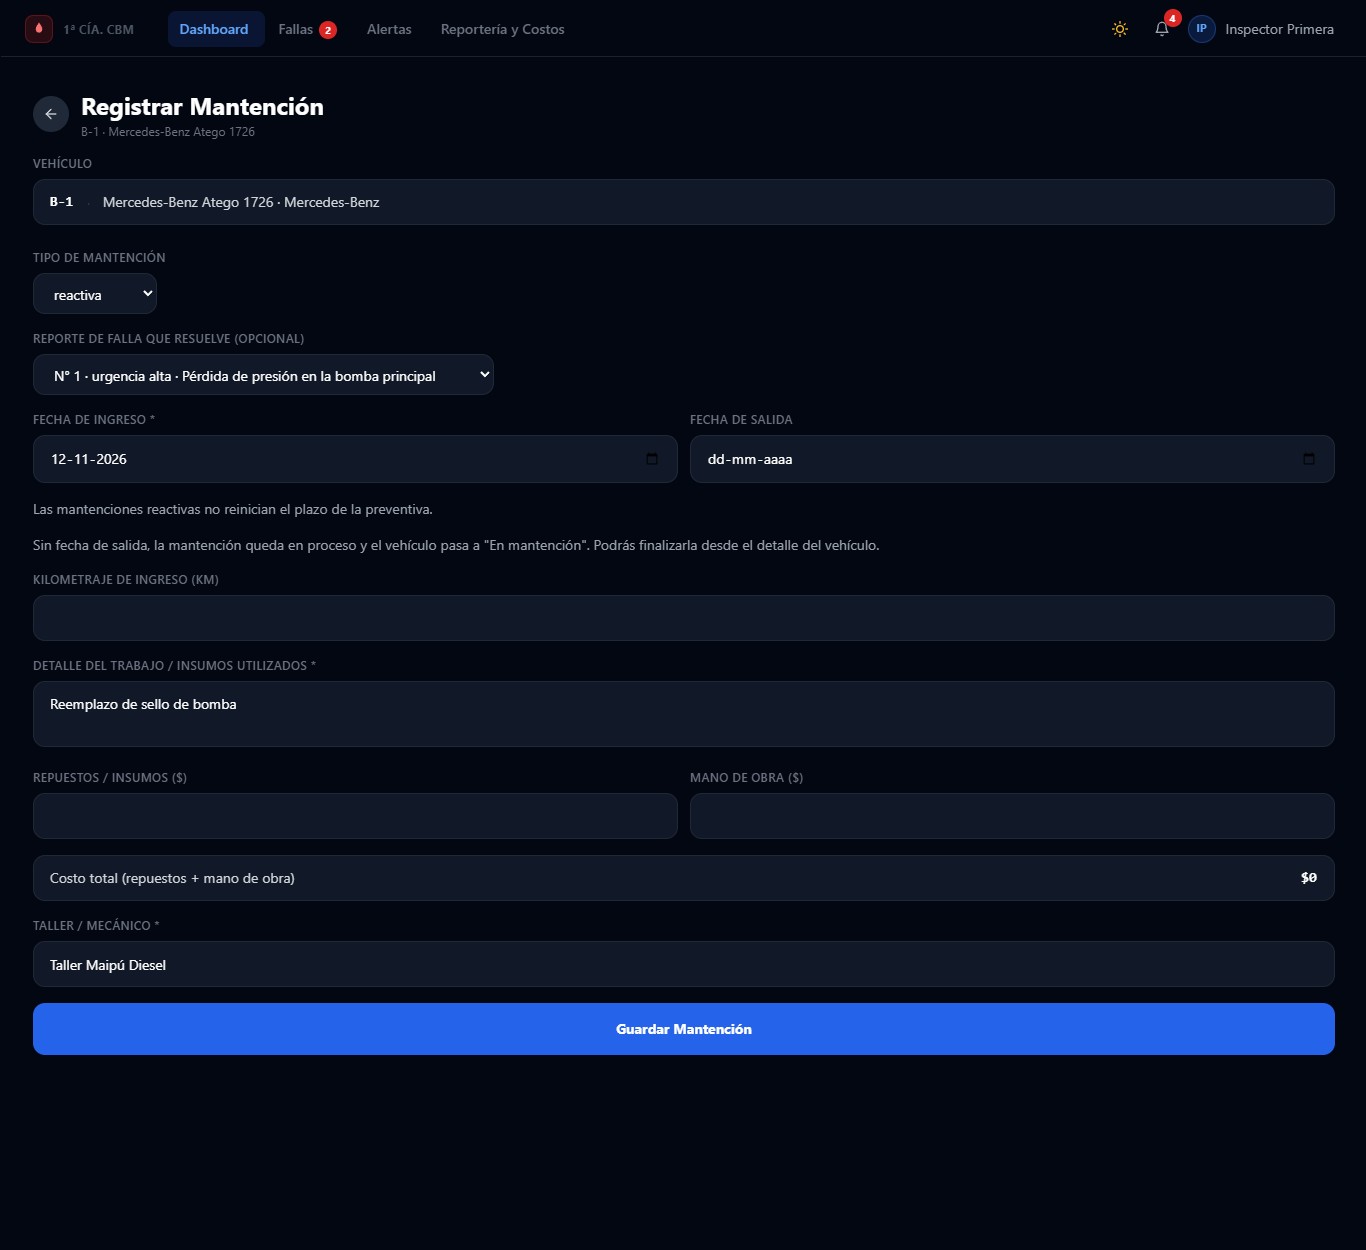 1ª CÍA. CBM
Dashboard
Fallas 2
Alertas
Reportería y Costos
4
IP
Inspector Primera
Registrar Mantención
B-1 · Mercedes-Benz Atego 1726
VEHÍCULO
B-1 · Mercedes-Benz Atego 1726 · Mercedes-Benz
TIPO DE MANTENCIÓN
reactiva
REPORTE DE FALLA QUE RESUELVE (OPCIONAL)
N° 1 · urgencia alta · Pérdida de presión en la bomba principal
FECHA DE INGRESO *
FECHA DE SALIDA
12-11-2026
dd-mm-aaaa
Las mantenciones reactivas no reinician el plazo de la preventiva.
Sin fecha de salida, la mantención queda en proceso y el vehículo pasa a "En mantención". Podrás finalizarla desde el detalle del vehículo.
KILOMETRAJE DE INGRESO (KM)
DETALLE DEL TRABAJO / INSUMOS UTILIZADOS *
Reemplazo de sello de bomba
REPUESTOS / INSUMOS ($)
MANO DE OBRA ($)
Costo total (repuestos + mano de obra)
$0
TALLER / MECÁNICO *
Taller Maipú Diesel
Guardar Mantención